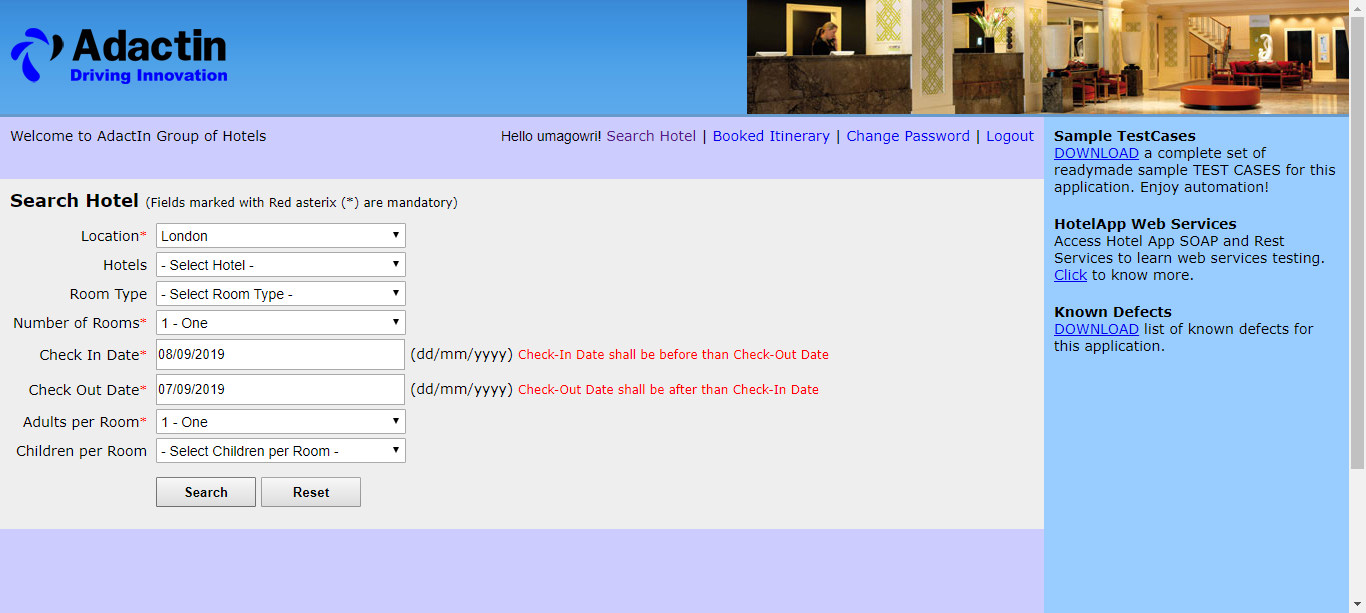 Adactin
Driving Innovation
Welcome to AdactIn Group of Hotels
Hello umagowri! Search Hotel | Booked Itinerary | Change Password | Logout
Search Hotel (Fields marked with Red asterix (*) are mandatory)
Location* London
Hotels - Select Hotel -
Room Type - Select Room Type -
Number of Rooms* 1 - One
Check In Date* 08/09/2019 (dd/mm/yyyy) Check-In Date shall be before than Check-Out Date
Check Out Date* 07/09/2019 (dd/mm/yyyy) Check-Out Date shall be after than Check-In Date
Adults per Room* 1 - One
Children per Room - Select Children per Room -
Search Reset
Sample TestCases
DOWNLOAD a complete set of
readymade sample TEST CASES for this
application. Enjoy automation!
HotelApp Web Services
Access Hotel App SOAP and Rest
Services to learn web services testing.
Click to know more.
Known Defects
DOWNLOAD list of known defects for
this application.